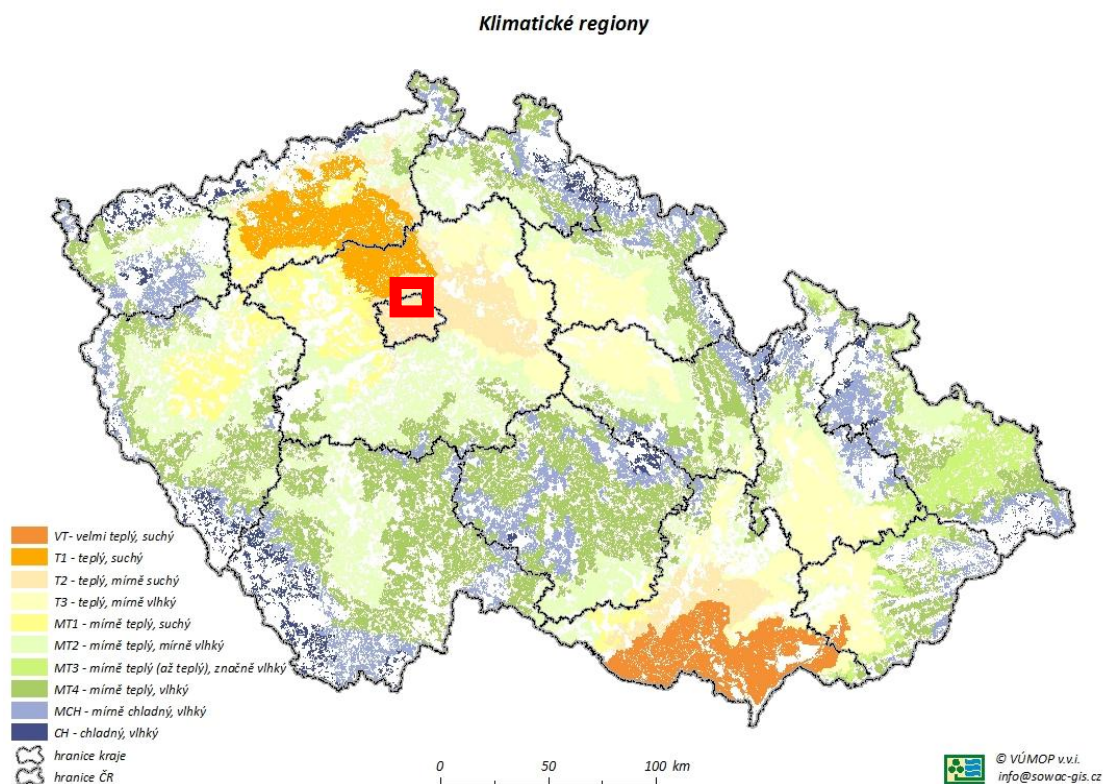 Klimatické regiony
VT- velmi teplý, suchý
T1 - teplý, suchý
T2 - teplý, mírně suchý
T3 - teplý, mírně vlhký
MT1 - mírně teplý, suchý
MT2 - mírně teplý, mírně vlhký
MT3 - mírně teplý (až teplý), značně vlhký
MT4 - mírně teplý, vlhký
MCH - mírně chladný, vlhký
CH - chladný, vlhký
hranice kraje
hranice ČR
0 50 100 km
© VÚMOP v.v.i.
info@sowac-gis.cz